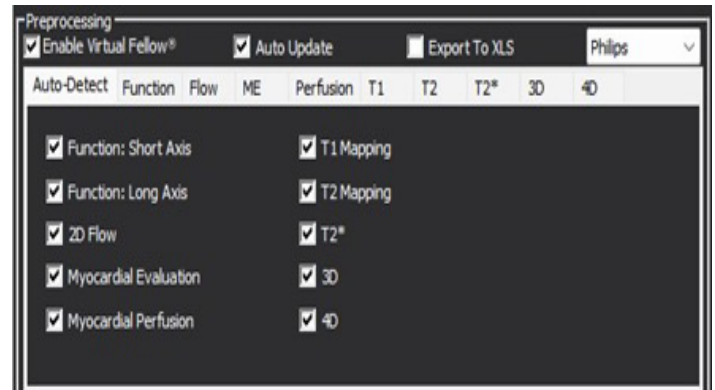 Preprocessing
Enable Virtual Fellow® Auto Update Export To XLS Philips
Auto-Detect Function Flow ME Perfusion T1 T2 T2* 3D 4D
Function: Short Axis T1 Mapping
Function: Long Axis T2 Mapping
2D Flow T2*
Myocardial Evaluation 3D
Myocardial Perfusion 4D